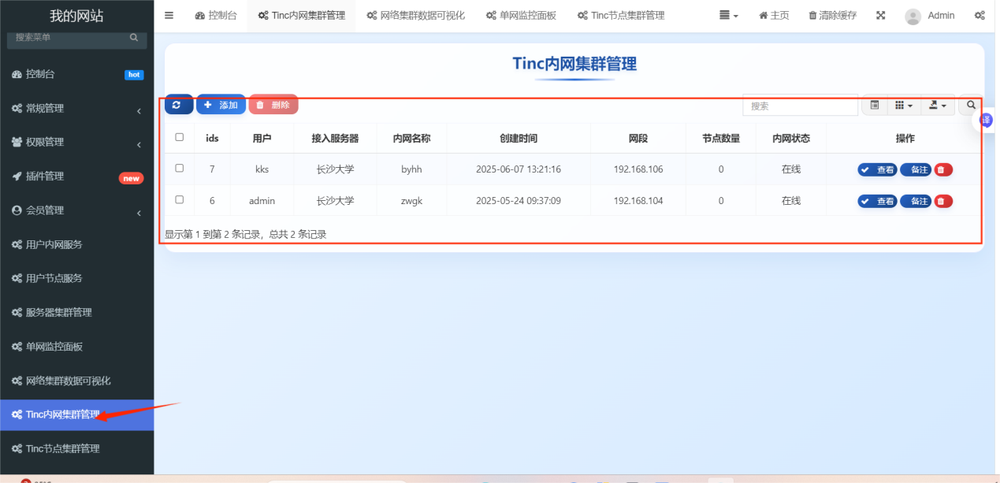 我的网站
控制台
Tinc内网集群管理
网络集群数据可视化
单网监控面板
Tinc节点集群管理
主页
清除缓存
Admin
搜索菜单
控制台 hot
常规管理
权限管理
插件管理 new
会员管理
用户内网服务
用户节点服务
服务器集群管理
单网监控面板
网络集群数据可视化
Tinc内网集群管理
Tinc节点集群管理
Tinc内网集群管理
添加 删除 搜索
译
ids 用户 接入服务器 内网名称 创建时间 网段 节点数量 内网状态 操作
7 kks 长沙大学 byhh 2025-06-07 13:21:16 192.168.106 0 在线 查看 备注
6 admin 长沙大学 zwgk 2025-05-24 09:37:09 192.168.104 0 在线 查看 备注
显示第 1 到第 2 条记录，总共 2 条记录